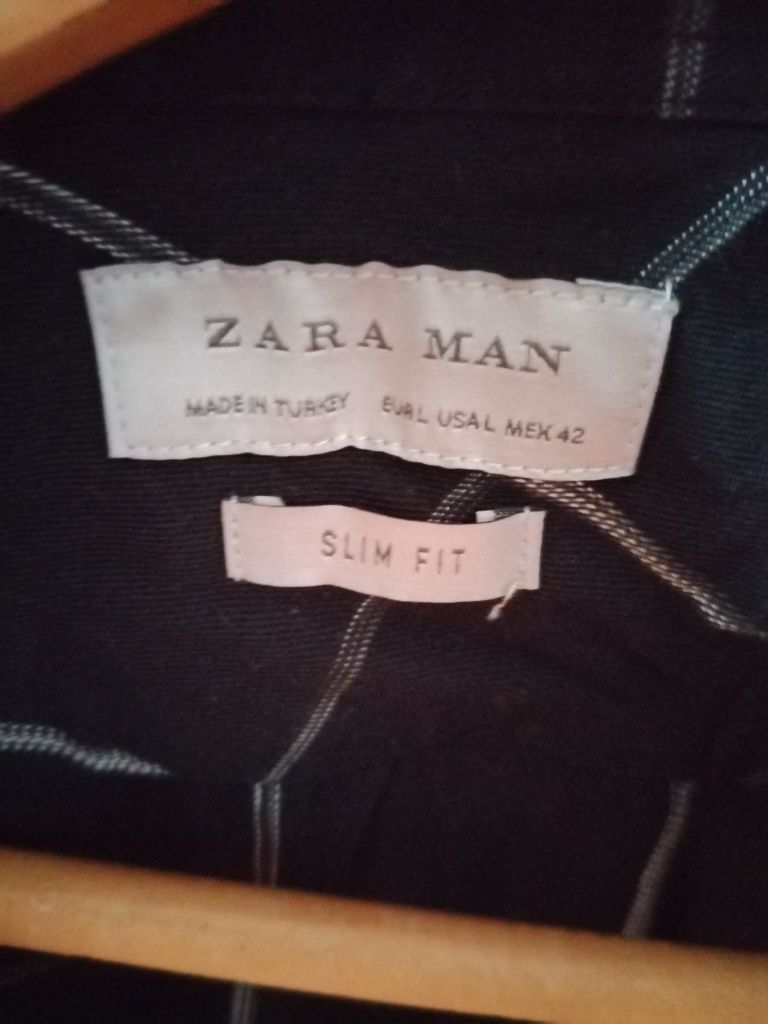 ZARA MAN
MADE IN TURKEY EUR L USA L MEX 42
SLIM FIT